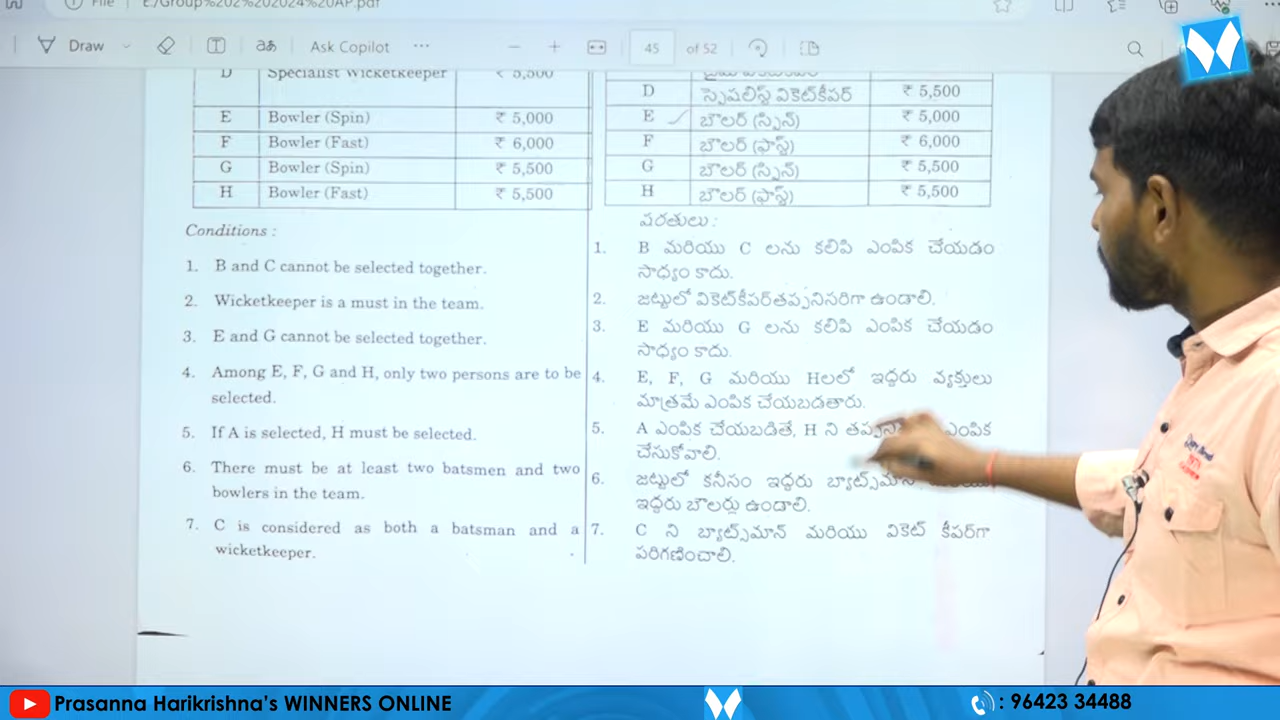 File
E:/Group%202%202024%20AP.pdf
Draw
Ask Copilot
45 of 52
D Specialist Wicketkeeper ₹ 5,500
E Bowler (Spin) ₹ 5,000
F Bowler (Fast) ₹ 6,000
G Bowler (Spin) ₹ 5,500
H Bowler (Fast) ₹ 5,500
Conditions :
1. B and C cannot be selected together.
2. Wicketkeeper is a must in the team.
3. E and G cannot be selected together.
4. Among E, F, G and H, only two persons are to be
selected.
5. If A is selected, H must be selected.
6. There must be at least two batsmen and two
bowlers in the team.
7. C is considered as both a batsman and a
wicketkeeper.
D స్పెషలిస్ట్ వికెట్‌కీపర్ ₹ 5,500
E బౌలర్ (స్పిన్) ₹ 5,000
F బౌలర్ (ఫాస్ట్) ₹ 6,000
G బౌలర్ (స్పిన్) ₹ 5,500
H బౌలర్ (ఫాస్ట్) ₹ 5,500
షరతులు :
1. B మరియు C లను కలిపి ఎంపిక చేయడం
సాధ్యం కాదు.
2. జట్టులో వికెట్‌కీపర్‌తప్పనిసరిగా ఉండాలి.
3. E మరియు G లను కలిపి ఎంపిక చేయడం
సాధ్యం కాదు.
4. E, F, G మరియు Hలలో ఇద్దరు వ్యక్తులు
మాత్రమే ఎంపిక చేయబడతారు.
5. A ఎంపిక చేయబడితే, H ని ఎంపిక
చేసుకోవాలి.
6. జట్టులో కనీసం ఇద్దరు బ్యాట్స్‌మాన్
ఇద్దరు బౌలర్లు ఉండాలి.
7. C ని బ్యాట్స్‌మాన్ మరియు వికెట్ కీపర్‌గా
పరిగణించాలి.
Prasanna Harikrishna's WINNERS ONLINE
: 96423 34488